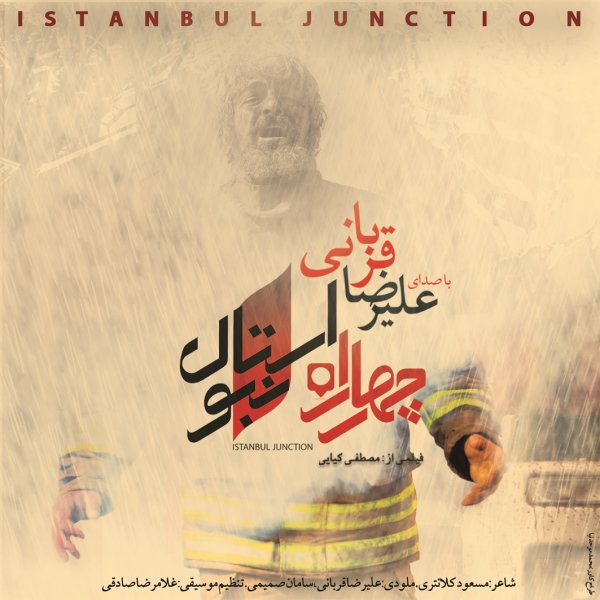 ISTANBUL JUNCTION
با صدای
علیرضا قربانی
چهارراه استانبول
ISTANBUL JUNCTION
فیلمی از: مصطفی کیایی
شاعر: مسعود کلانتری. ملودی: علیرضا قربانی، سامان صمیمی. تنظیم موسیقی: غلامرضا صادقی